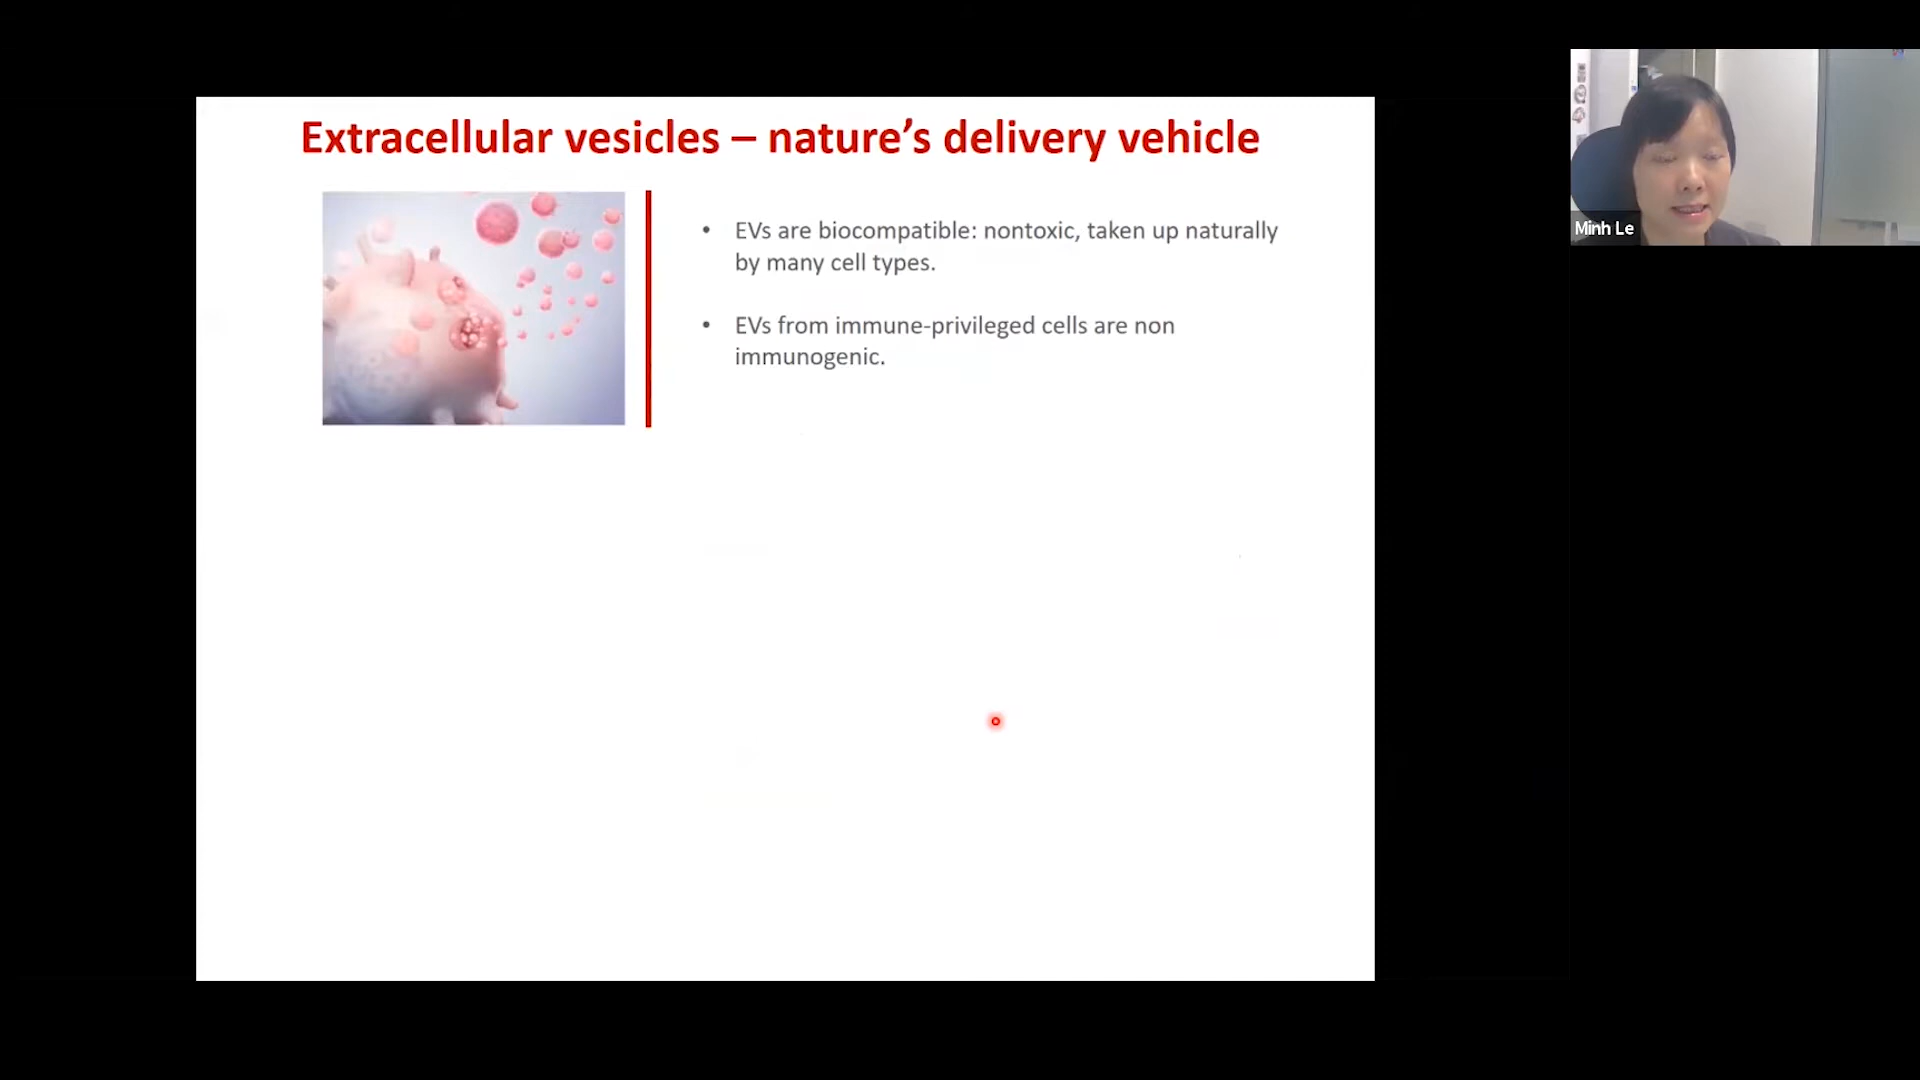 Extracellular vesicles – nature’s delivery vehicle
• EVs are biocompatible: nontoxic, taken up naturally
by many cell types.
• EVs from immune-privileged cells are non
immunogenic.
Minh Le